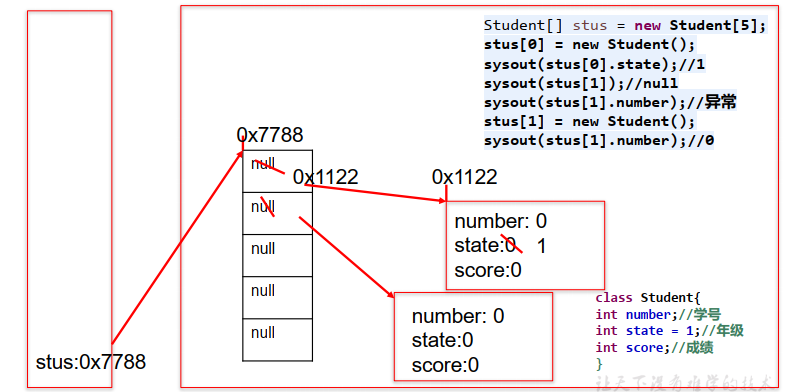 Student[] stus = new Student[5];
stus[0] = new Student();
sysout(stus[0].state);//1
sysout(stus[1]);//null
sysout(stus[1].number);//异常
stus[1] = new Student();
sysout(stus[1].number);//0
0x7788
null
0x1122
0x1122
null
number: 0
state:0 1
score:0
null
null
number: 0
state:0
score:0
null
stus:0x7788
class Student{
int number;//学号
int state = 1;//年级
int score;//成绩
}
让天下没有难学的技术